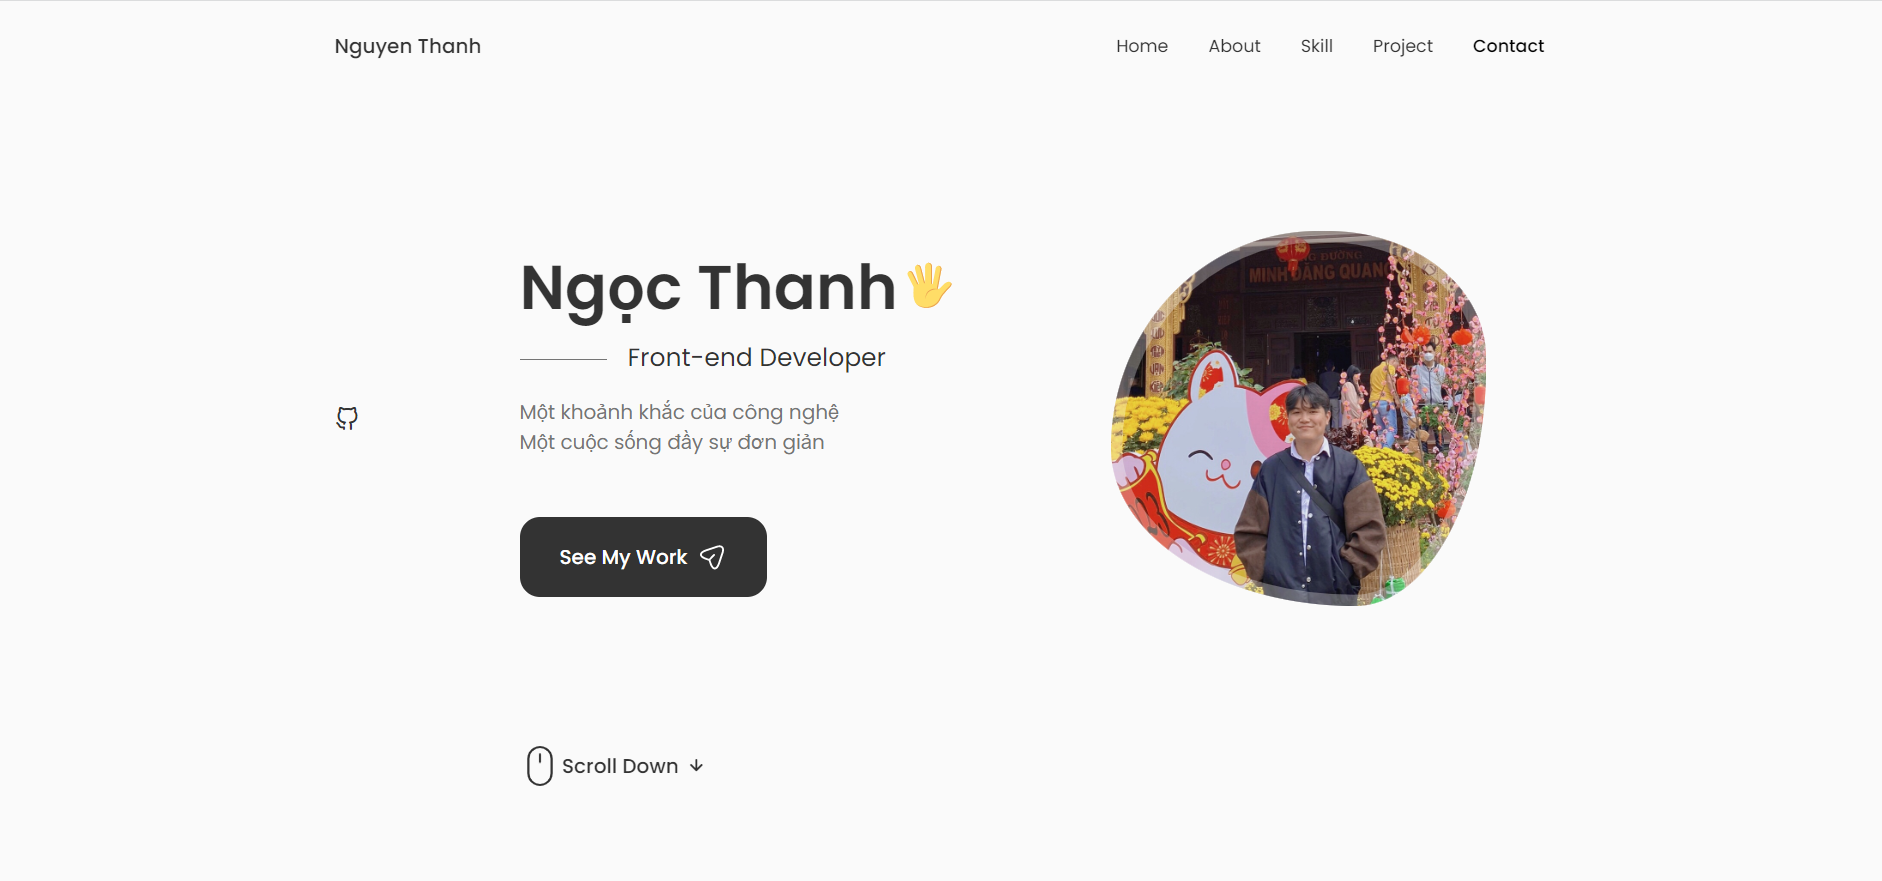 Nguyen Thanh
Home About Skill Project Contact
Ngọc Thanh🖐
Front-end Developer
Một khoảnh khắc của công nghệ
Một cuộc sống đầy sự đơn giản
See My Work
Scroll Down ↓
ĐƯỜNG
MINH ĐĂNG QUANG